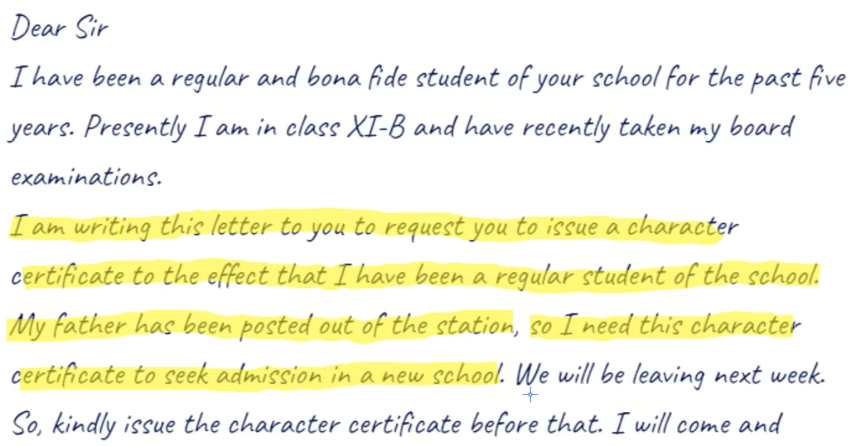 Dear Sir
I have been a regular and bona fide student of your school for the past five
years. Presently I am in class XI-B and have recently taken my board
examinations.
I am writing this letter to you to request you to issue a character
certificate to the effect that I have been a regular student of the school.
My father has been posted out of the station, so I need this character
certificate to seek admission in a new school. We will be leaving next week.
So, kindly issue the character certificate before that. I will come and